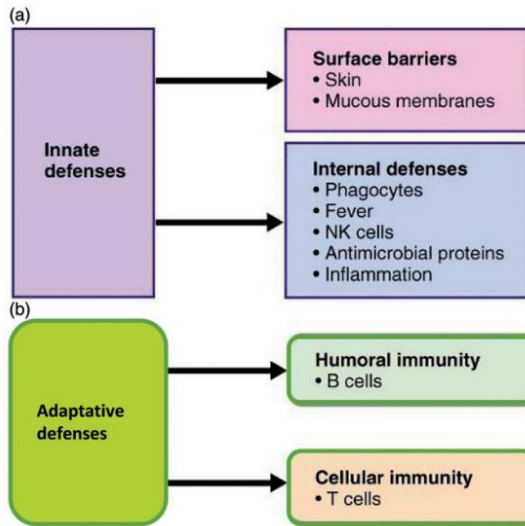 (a)
Innate
defenses
Surface barriers
• Skin
• Mucous membranes
Internal defenses
• Phagocytes
• Fever
• NK cells
• Antimicrobial proteins
• Inflammation
(b)
Adaptative
defenses
Humoral immunity
• B cells
Cellular immunity
• T cells